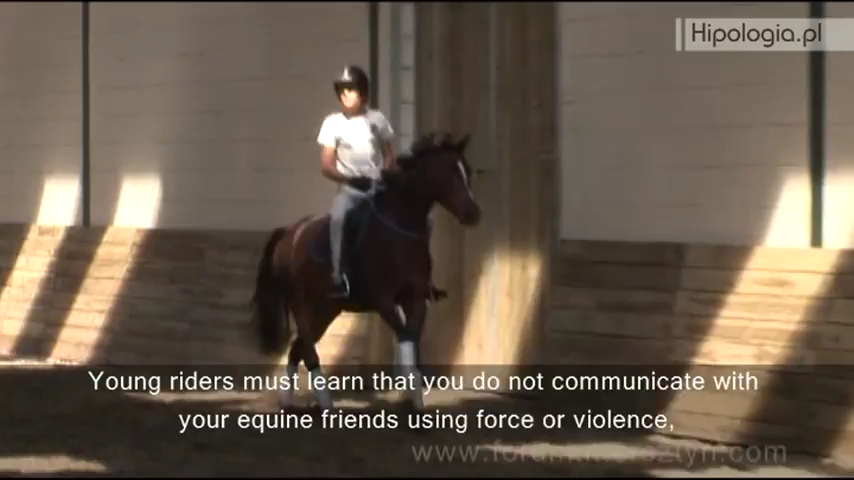 Hipologia.pl
Young riders must learn that you do not communicate with
your equine friends using force or violence,